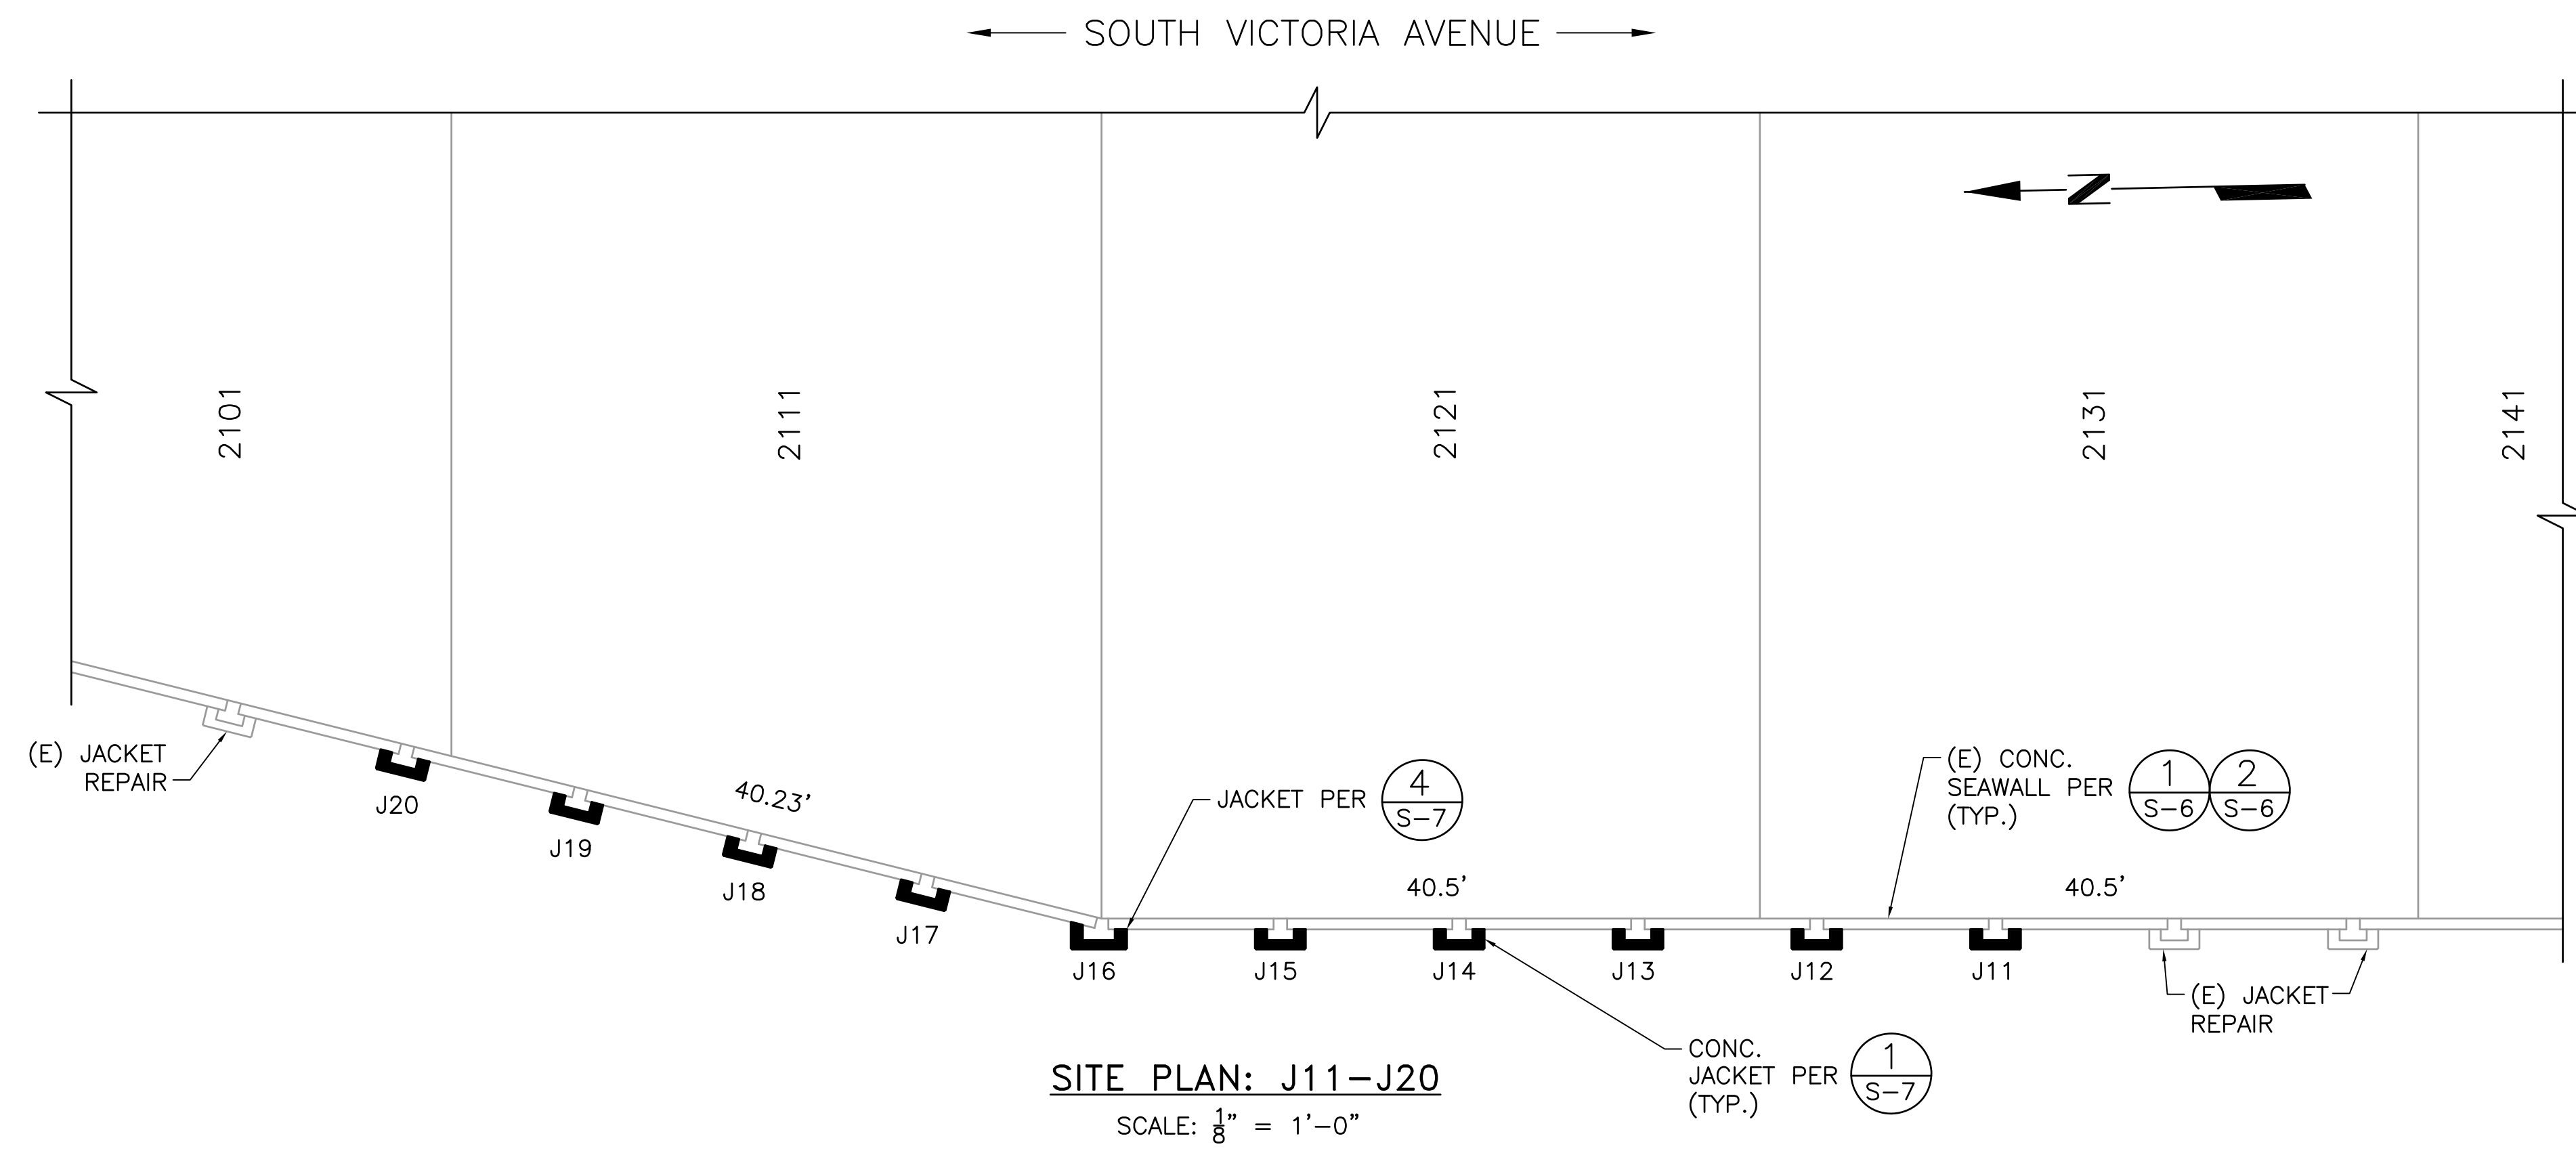 SOUTH VICTORIA AVENUE
N
2101
2111
2121
2131
2141
(E) JACKET
REPAIR
J20
J19
40.23'
J18
J17
JACKET PER
4
S-7
J16
40.5'
J15
J14
J13
(E) CONC.
SEAWALL PER
(TYP.)
1
S-6
2
S-6
40.5'
J12
J11
(E) JACKET
REPAIR
CONC.
JACKET PER
(TYP.)
1
S-7
SITE PLAN: J11-J20
SCALE: 1/8" = 1'-0"